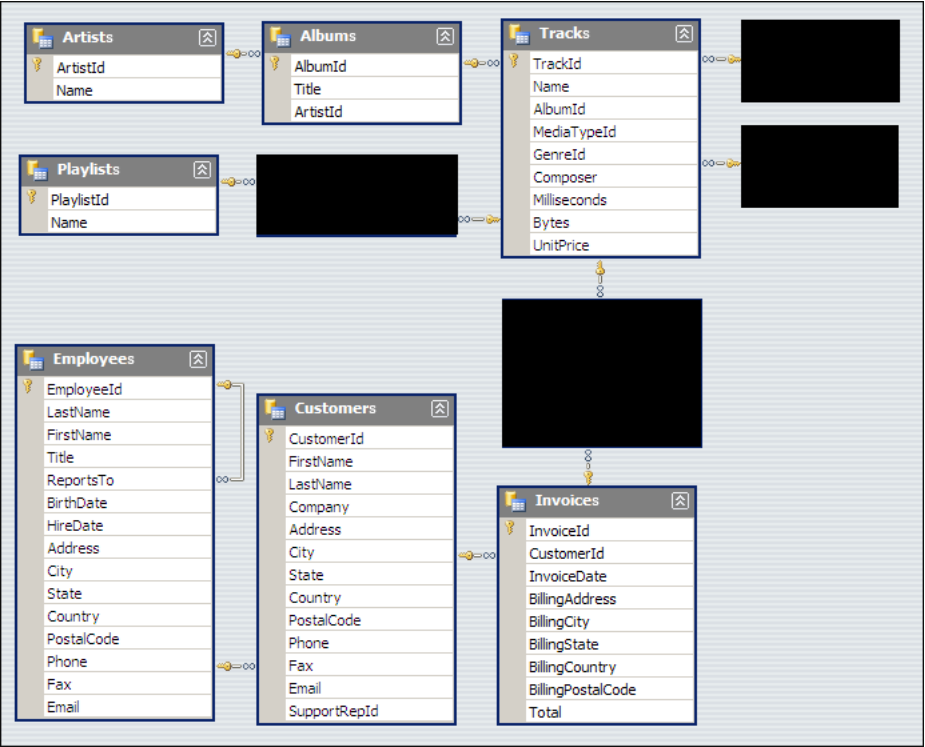 Artists
ArtistId
Name
Albums
AlbumId
Title
ArtistId
Tracks
TrackId
Name
AlbumId
MediaTypeId
GenreId
Composer
Milliseconds
Bytes
UnitPrice
Playlists
PlaylistId
Name
Employees
EmployeeId
LastName
FirstName
Title
ReportsTo
BirthDate
HireDate
Address
City
State
Country
PostalCode
Phone
Fax
Email
Customers
CustomerId
FirstName
LastName
Company
Address
City
State
Country
PostalCode
Phone
Fax
Email
SupportRepId
Invoices
InvoiceId
CustomerId
InvoiceDate
BillingAddress
BillingCity
BillingState
BillingCountry
BillingPostalCode
Total